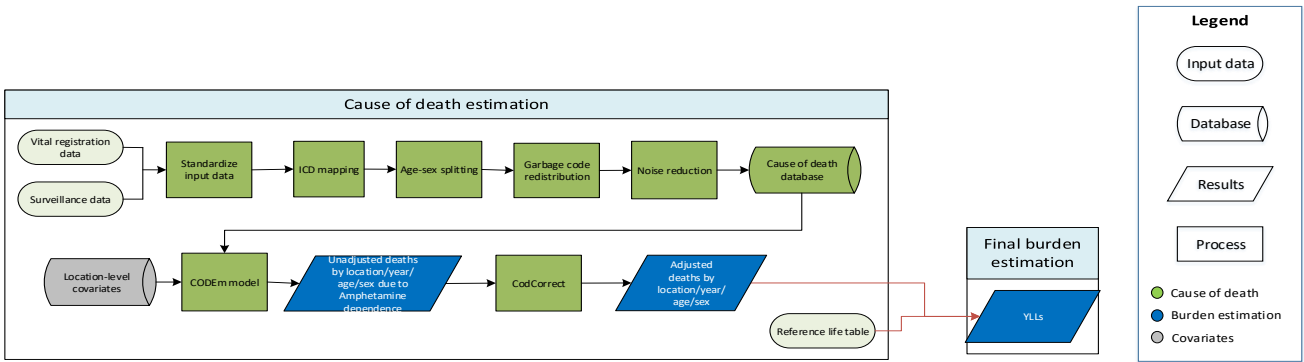 Cause of death estimation
Vital registration
data
Surveillance data
Standardize
input data
ICD mapping
Age-sex splitting
Garbage code
redistribution
Noise reduction
Cause of death
database
Location-level
covariates
CODEm model
Unadjusted deaths
by location/year/
age/sex due to
Amphetamine
dependence
CodCorrect
Adjusted
deaths by
location/year/
age/sex
Reference life table
Final burden
estimation
YLLs
Legend
Input data
Database
Results
Process
Cause of death
Burden estimation
Covariates